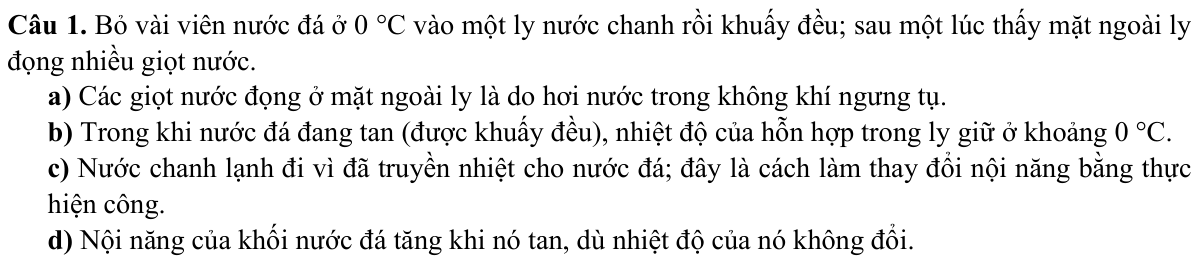 Câu 1. Bỏ vài viên nước đá ở 0 °C vào một ly nước chanh rồi khuấy đều; sau một lúc thấy mặt ngoài ly
đọng nhiều giọt nước.
a) Các giọt nước đọng ở mặt ngoài ly là do hơi nước trong không khí ngưng tụ.
b) Trong khi nước đá đang tan (được khuấy đều), nhiệt độ của hỗn hợp trong ly giữ ở khoảng 0 °C.
c) Nước chanh lạnh đi vì đã truyền nhiệt cho nước đá; đây là cách làm thay đổi nội năng bằng thực
hiện công.
d) Nội năng của khối nước đá tăng khi nó tan, dù nhiệt độ của nó không đổi.